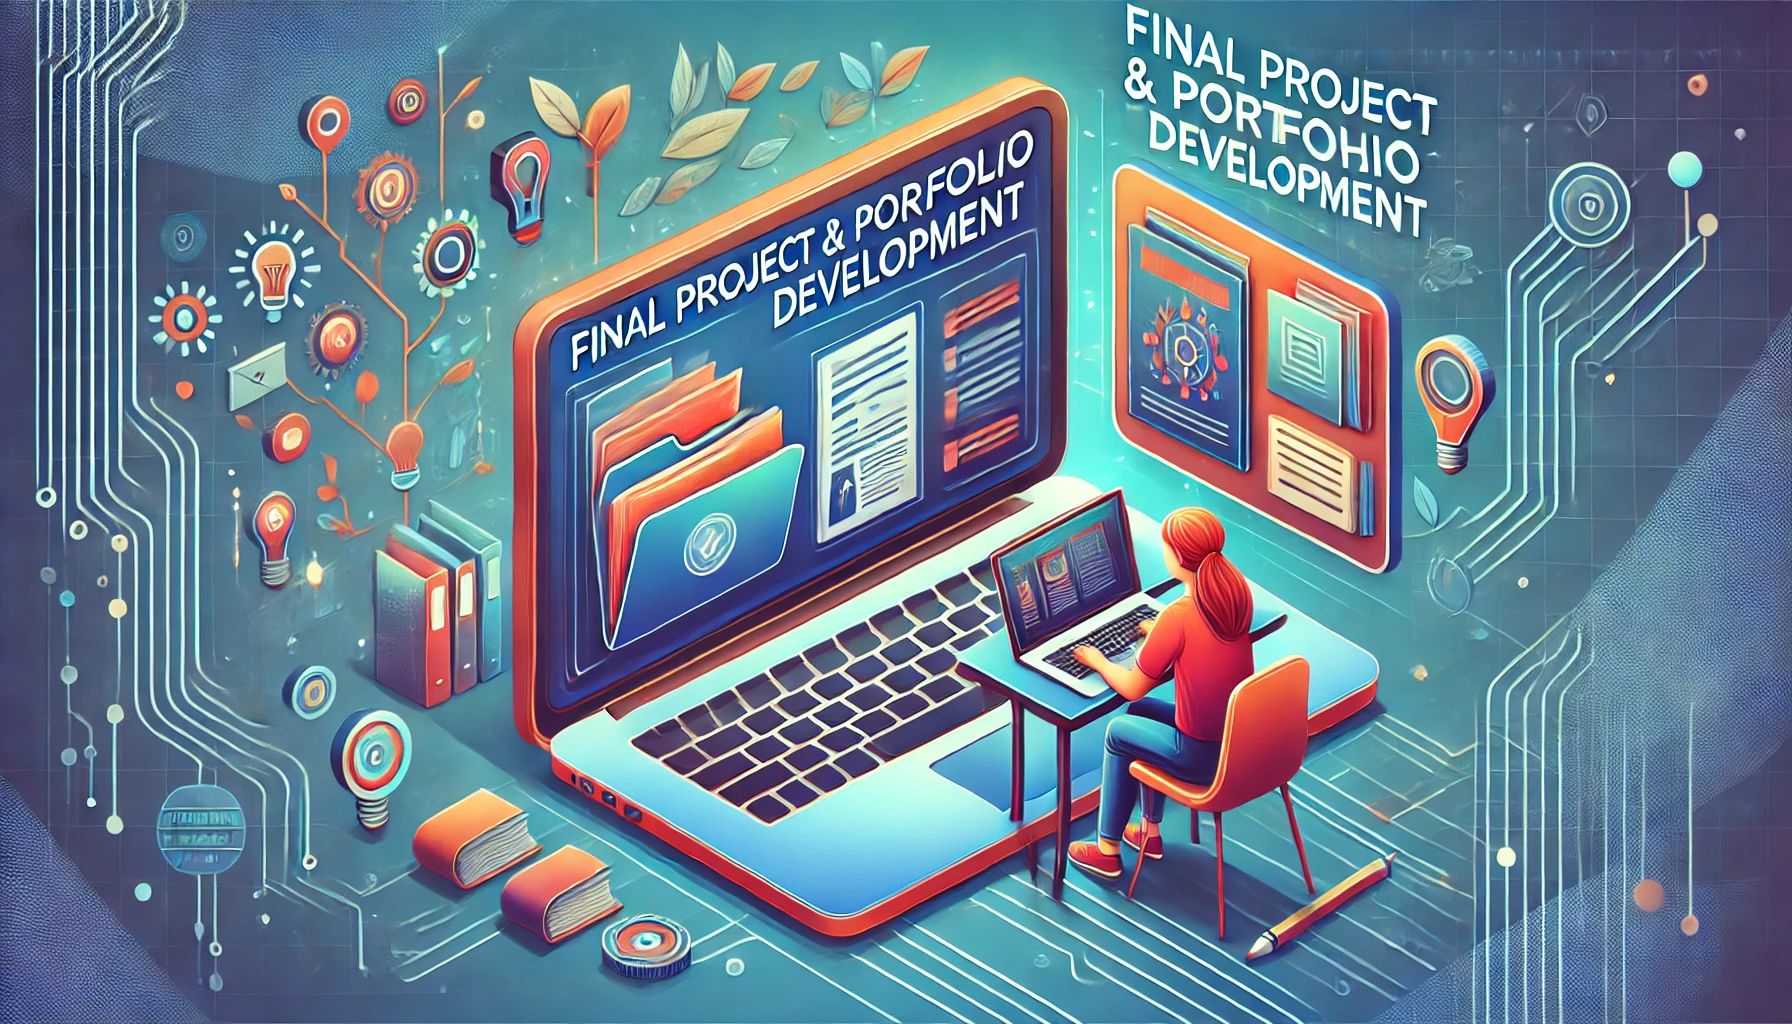 FINAL PROJECT & PORFOLIO
DEVELOPMENT
FINAL PROJECT
& PORTFOHIO
DEVELOPMENT